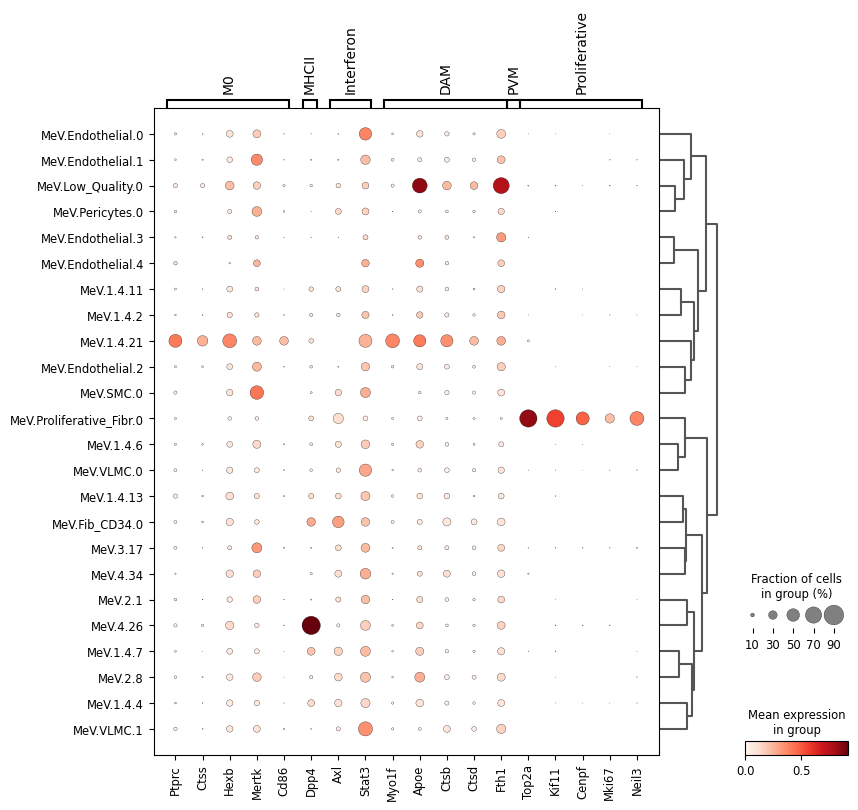 M0
MHCII
Interferon
DAM
PVM
Proliferative
MeV.Endothelial.0
MeV.Endothelial.1
MeV.Low_Quality.0
MeV.Pericytes.0
MeV.Endothelial.3
MeV.Endothelial.4
MeV.1.4.11
MeV.1.4.2
MeV.1.4.21
MeV.Endothelial.2
MeV.SMC.0
MeV.Proliferative_Fibr.0
MeV.1.4.6
MeV.VLMC.0
MeV.1.4.13
MeV.Fib_CD34.0
MeV.3.17
MeV.4.34
MeV.2.1
MeV.4.26
MeV.1.4.7
MeV.2.8
MeV.1.4.4
MeV.VLMC.1
Ptprc
Ctss
Hexb
Mertk
Cd86
Dpp4
Axl
Stat3
Myo1f
Apoe
Ctsb
Ctsd
Fth1
Top2a
Kif11
Cenpf
Mki67
Neil3
Fraction of cells
in group (%)
10 30 50 70 90
Mean expression
in group
0.0 0.5